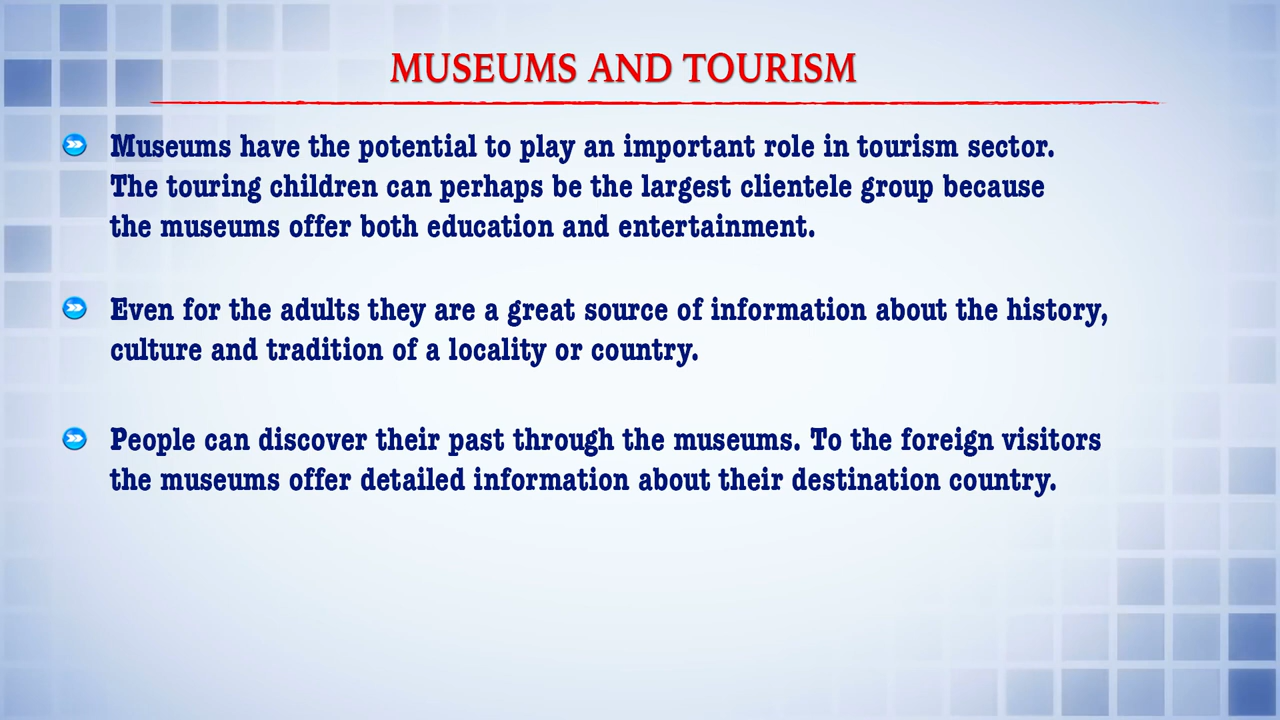 MUSEUMS AND TOURISM
Museums have the potential to play an important role in tourism sector.
The touring children can perhaps be the largest clientele group because
the museums offer both education and entertainment.
Even for the adults they are a great source of information about the history,
culture and tradition of a locality or country.
People can discover their past through the museums. To the foreign visitors
the museums offer detailed information about their destination country.